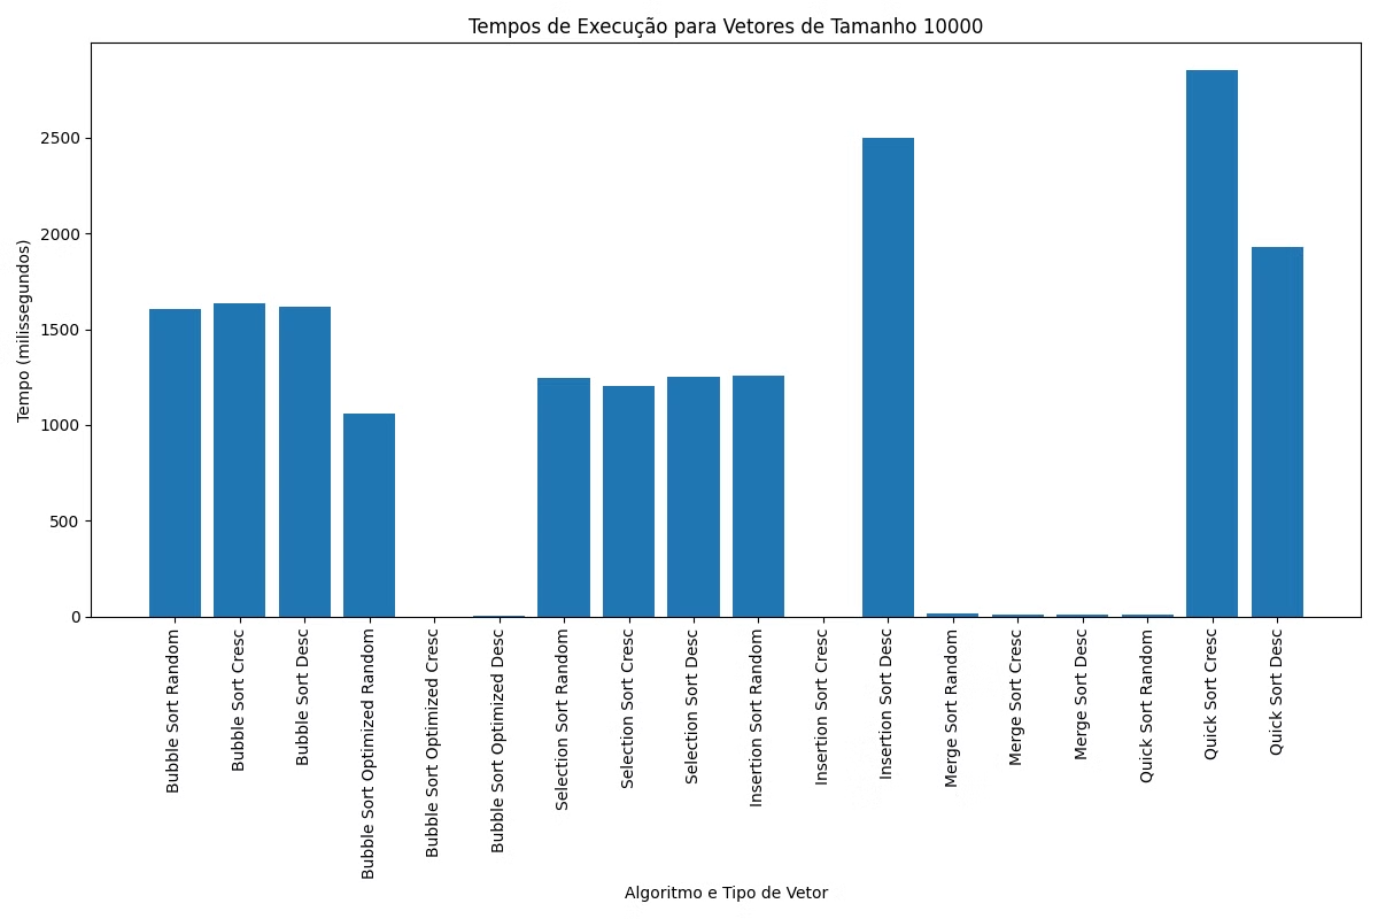 Tempos de Execução para Vetores de Tamanho 10000
Tempo (milissegundos)
2500
2000
1500
1000
500
0
Bubble Sort Random
Bubble Sort Cresc
Bubble Sort Desc
Bubble Sort Optimized Random
Bubble Sort Optimized Cresc
Bubble Sort Optimized Desc
Selection Sort Random
Selection Sort Cresc
Selection Sort Desc
Insertion Sort Random
Insertion Sort Cresc
Insertion Sort Desc
Merge Sort Random
Merge Sort Cresc
Merge Sort Desc
Quick Sort Random
Quick Sort Cresc
Quick Sort Desc
Algoritmo e Tipo de Vetor